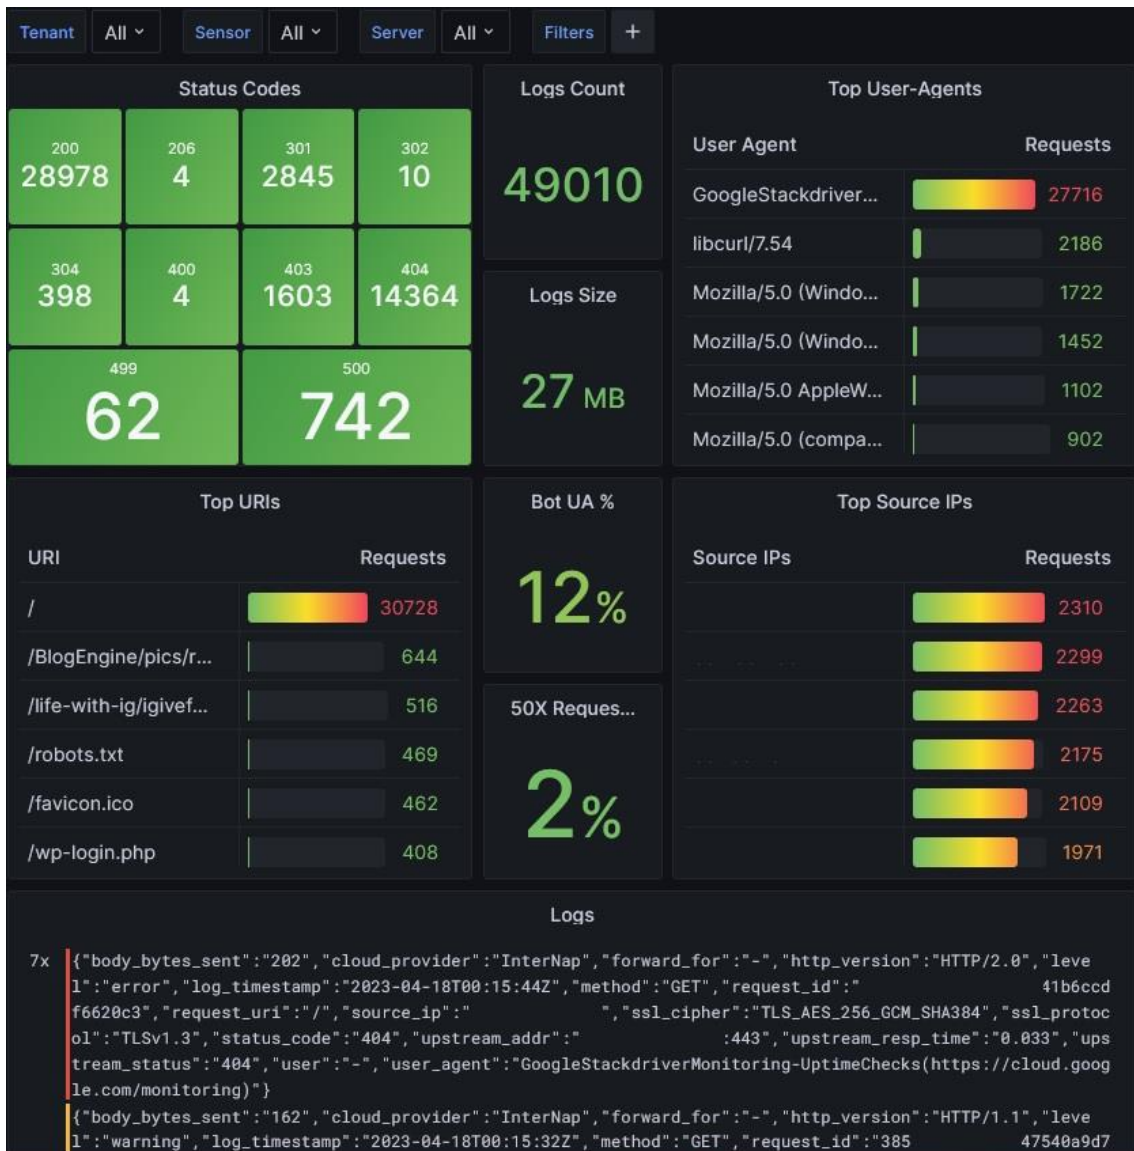 Tenant All Sensor All Server All Filters +
Status Codes
200
28978
206
4
301
2845
302
10
304
398
400
4
403
1603
404
14364
499
62
500
742
Logs Count
49010
Logs Size
27 MB
Top User-Agents
User Agent Requests
GoogleStackdriver... 27716
libcurl/7.54 2186
Mozilla/5.0 (Windo... 1722
Mozilla/5.0 (Windo... 1452
Mozilla/5.0 AppleW... 1102
Mozilla/5.0 (compa... 902
Top URIs
URI Requests
/ 30728
/BlogEngine/pics/r... 644
/life-with-ig/igivef... 516
/robots.txt 469
/favicon.ico 462
/wp-login.php 408
Bot UA %
12%
50X Reques...
2%
Top Source IPs
Source IPs Requests
2310
2299
2263
2175
2109
1971
Logs
7x {"body_bytes_sent":"202","cloud_provider":"InterNap","forward_for":"-","http_version":"HTTP/2.0","leve
l":"error","log_timestamp":"2023-04-18T00:15:44Z","method":"GET","request_id":" 41b6ccd
f6620c3","request_uri":"/","source_ip":" ","ssl_cipher":"TLS_AES_256_GCM_SHA384","ssl_protoc
ol":"TLSv1.3","status_code":"404","upstream_addr":" :443","upstream_resp_time":"0.033","ups
tream_status":"404","user":"-","user_agent":"GoogleStackdriverMonitoring-UptimeChecks(https://cloud.goog
le.com/monitoring)"}
{"body_bytes_sent":"162","cloud_provider":"InterNap","forward_for":"-","http_version":"HTTP/1.1","leve
l":"warning","log_timestamp":"2023-04-18T00:15:32Z","method":"GET","request_id":"385 47540a9d7